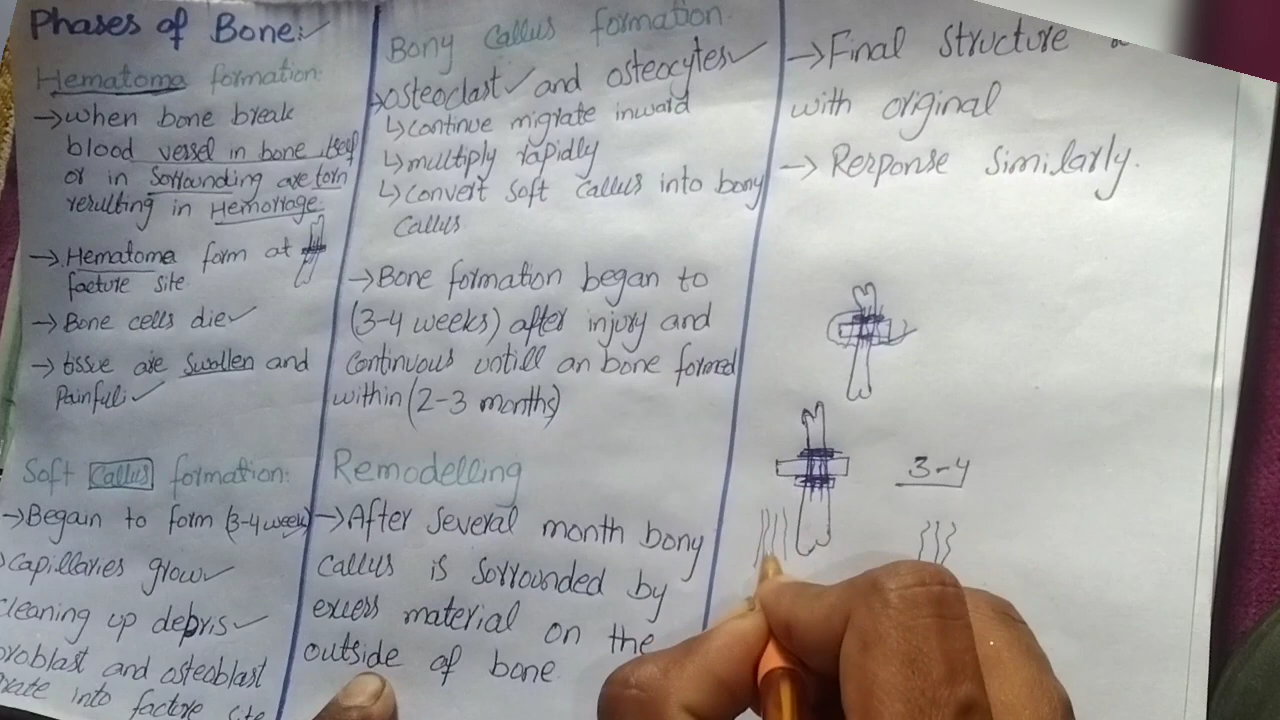 Phases of Bone:
Hematoma formation:
→ when bone break
blood vessel in bone itself
or in Sorrounding are torn
resulting in Hemorrage.
→ Hematoma form at
facture site
→ Bone cells die
→ tissue are swollen and
Painful:
Soft Callus formation:
→ Begain to form (3-4 week)
capillaries grow
cleaning up debris
and osteoblast
into facture site
Bony Callus formation.
→ osteoclast and osteocytes
↳ continue migrate inward
↳ multiply rapidly
↳ convert soft callus into bony
Callus
→ Bone formation began to
(3-4 weeks) after injury and
continuous untill an bone formed
within (2-3 months)
Remodelling
→ After several month bony
callus is sorrounded by
excess material on the
outside of bone.
→ Final structure
with original
→ Response similarly.
3-4